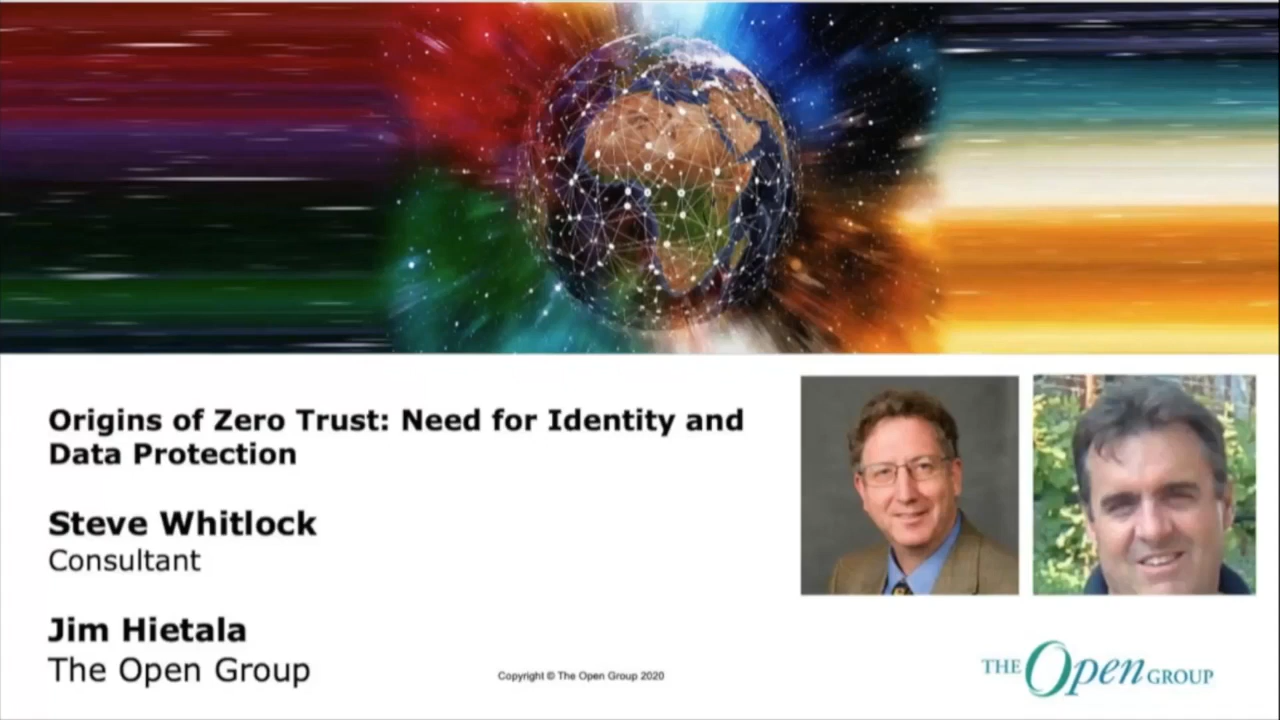 Origins of Zero Trust: Need for Identity and
Data Protection
Steve Whitlock
Consultant
Jim Hietala
The Open Group
Copyright © The Open Group 2020
THE Open GROUP